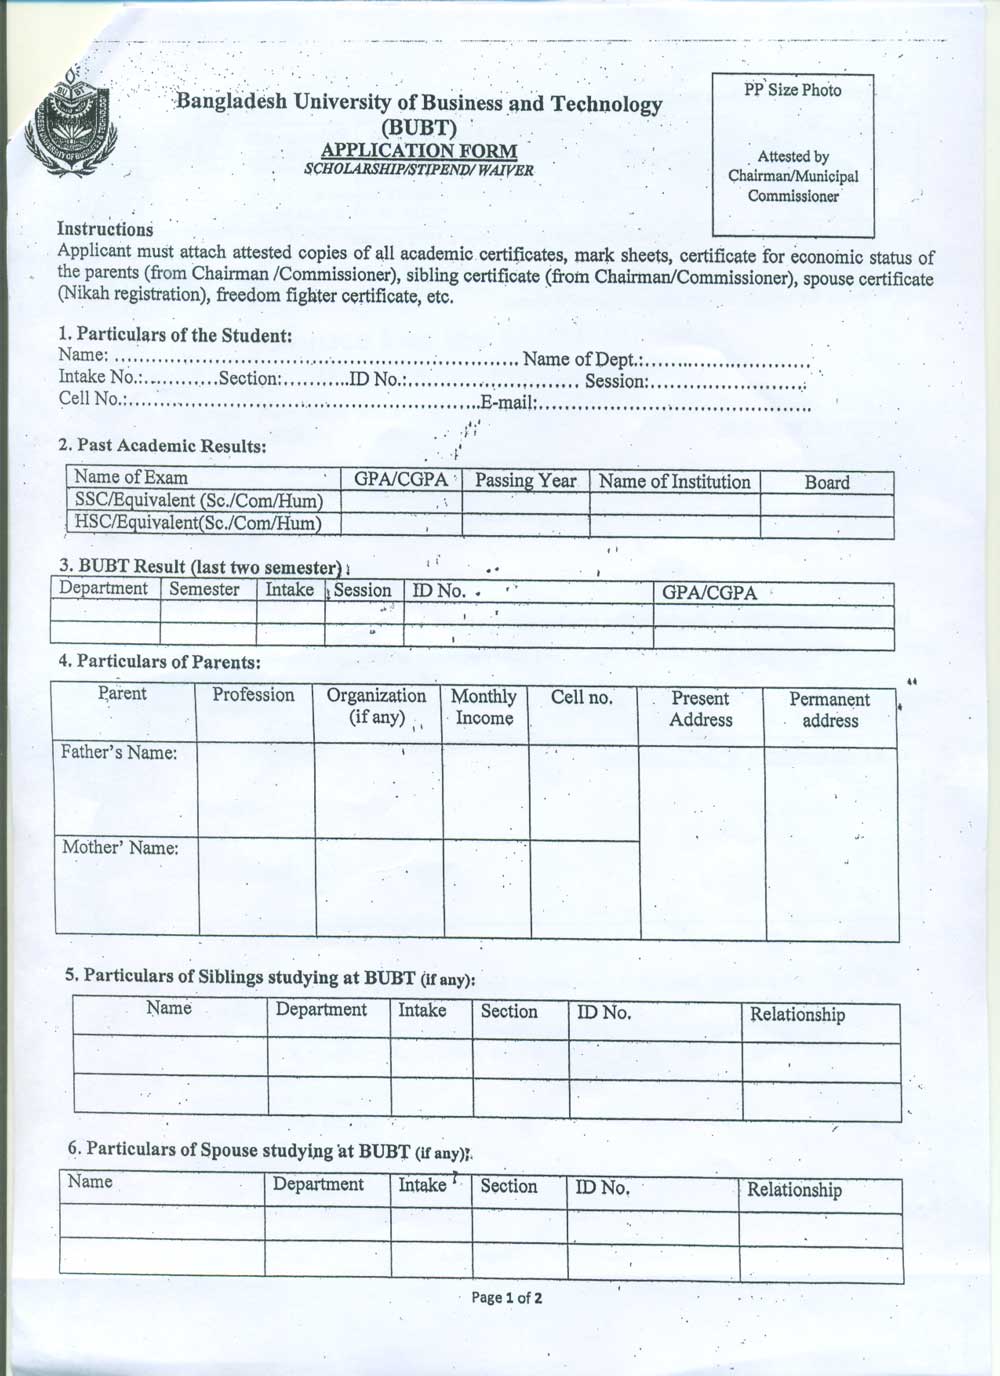 Bangladesh University of Business and Technology
(BUBT)
APPLICATION FORM
SCHOLARSHIP/STIPEND/ WAIVER
PP Size Photo
Attested by
Chairman/Municipal
Commissioner
Instructions
Applicant must attach attested copies of all academic certificates, mark sheets, certificate for economic status of
the parents (from Chairman /Commissioner), sibling certificate (from Chairman/Commissioner), spouse certificate
(Nikah registration), freedom fighter certificate, etc.
1. Particulars of the Student:
Name: ........................................................ Name of Dept.:........................
Intake No.:...........Section:..........ID No.:......................... Session:.......................
Cell No.:..................................................E-mail:.......................................
2. Past Academic Results:
Name of Exam GPA/CGPA Passing Year Name of Institution Board
SSC/Equivalent (Sc./Com/Hum)
HSC/Equivalent(Sc./Com/Hum)
3. BUBT Result (last two semester) :
Department Semester Intake Session ID No. GPA/CGPA
4. Particulars of Parents:
Parent Profession Organization Monthly Cell no. Present Permanent
(if any) Income Address address
Father's Name:
Mother' Name:
5. Particulars of Siblings studying at BUBT (if any):
Name Department Intake Section ID No. Relationship
6. Particulars of Spouse studying at BUBT (if any):
Name Department Intake Section ID No. Relationship
Page 1 of 2